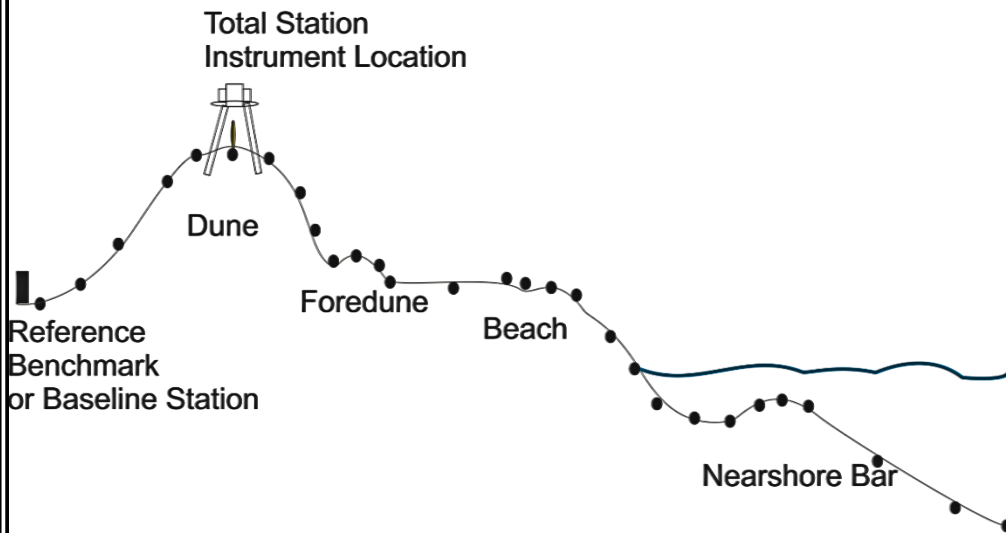 Total Station
Instrument Location
Dune
Foredune
Beach
Reference
Benchmark
or Baseline Station
Nearshore Bar